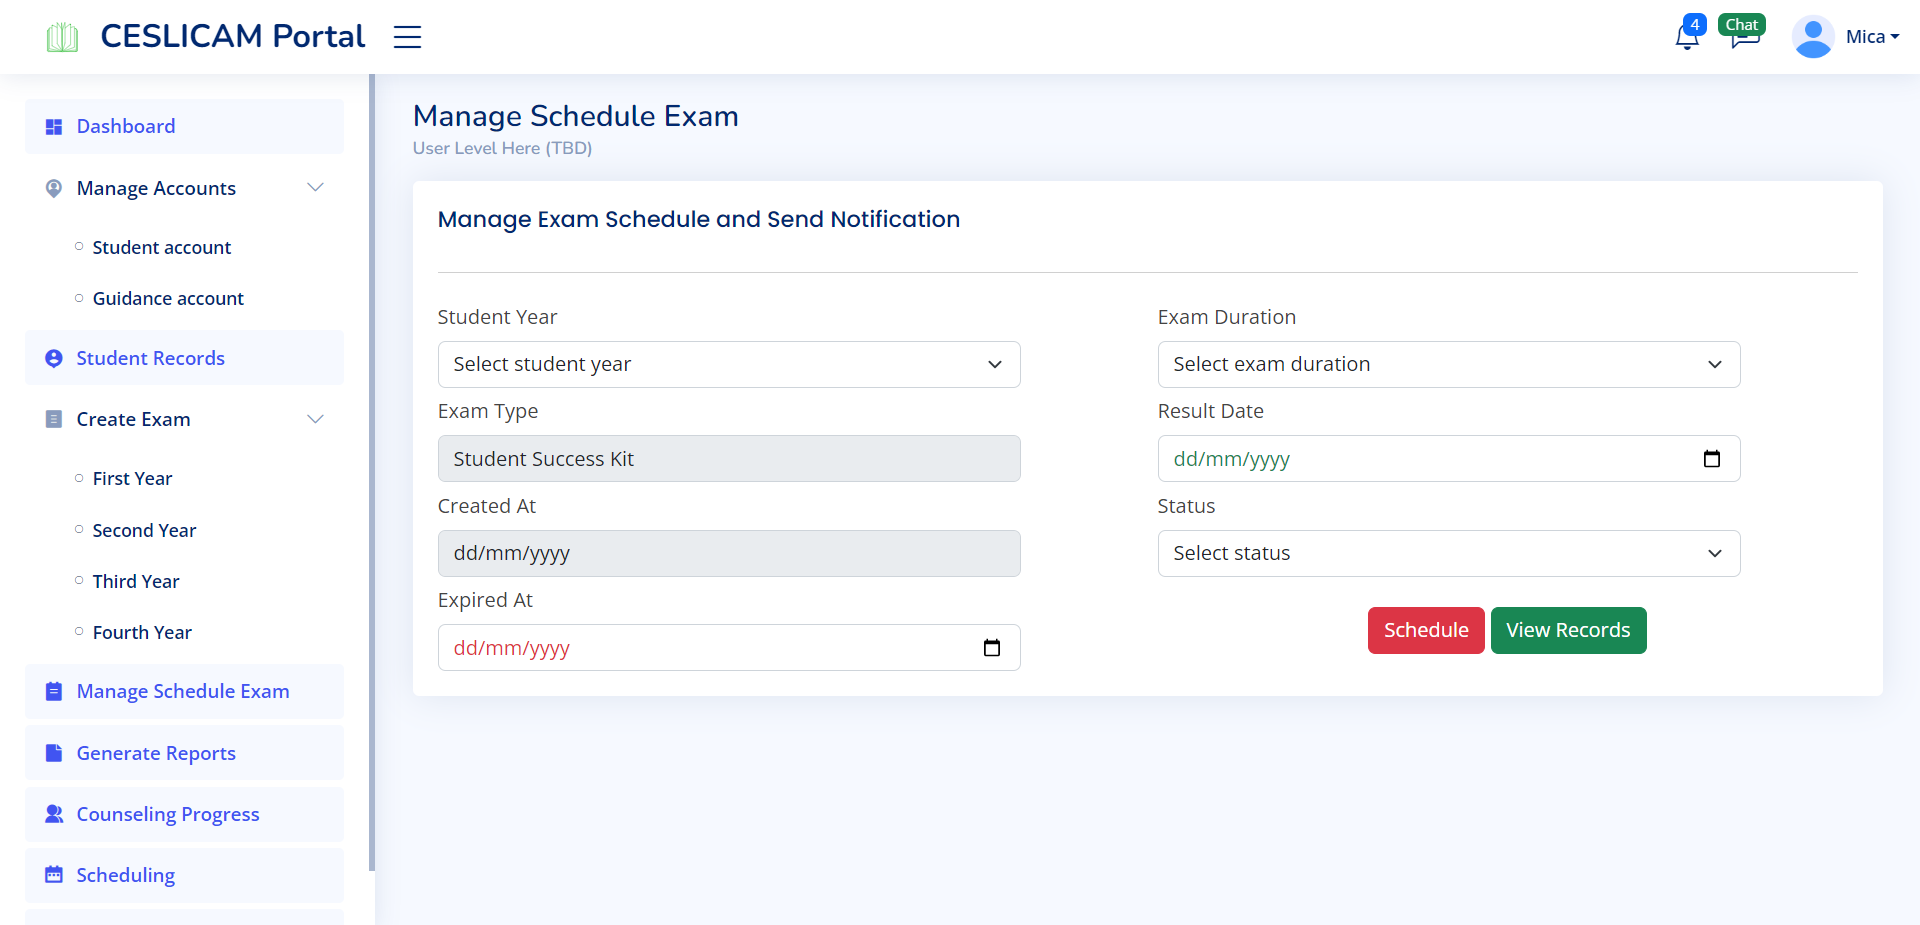 CESLICAM Portal
4
Chat
Mica
Dashboard
Manage Accounts
Student account
Guidance account
Student Records
Create Exam
First Year
Second Year
Third Year
Fourth Year
Manage Schedule Exam
Generate Reports
Counseling Progress
Scheduling
Manage Schedule Exam
User Level Here (TBD)
Manage Exam Schedule and Send Notification
Student Year
Select student year
Exam Type
Student Success Kit
Created At
dd/mm/yyyy
Expired At
dd/mm/yyyy
Exam Duration
Select exam duration
Result Date
dd/mm/yyyy
Status
Select status
Schedule
View Records